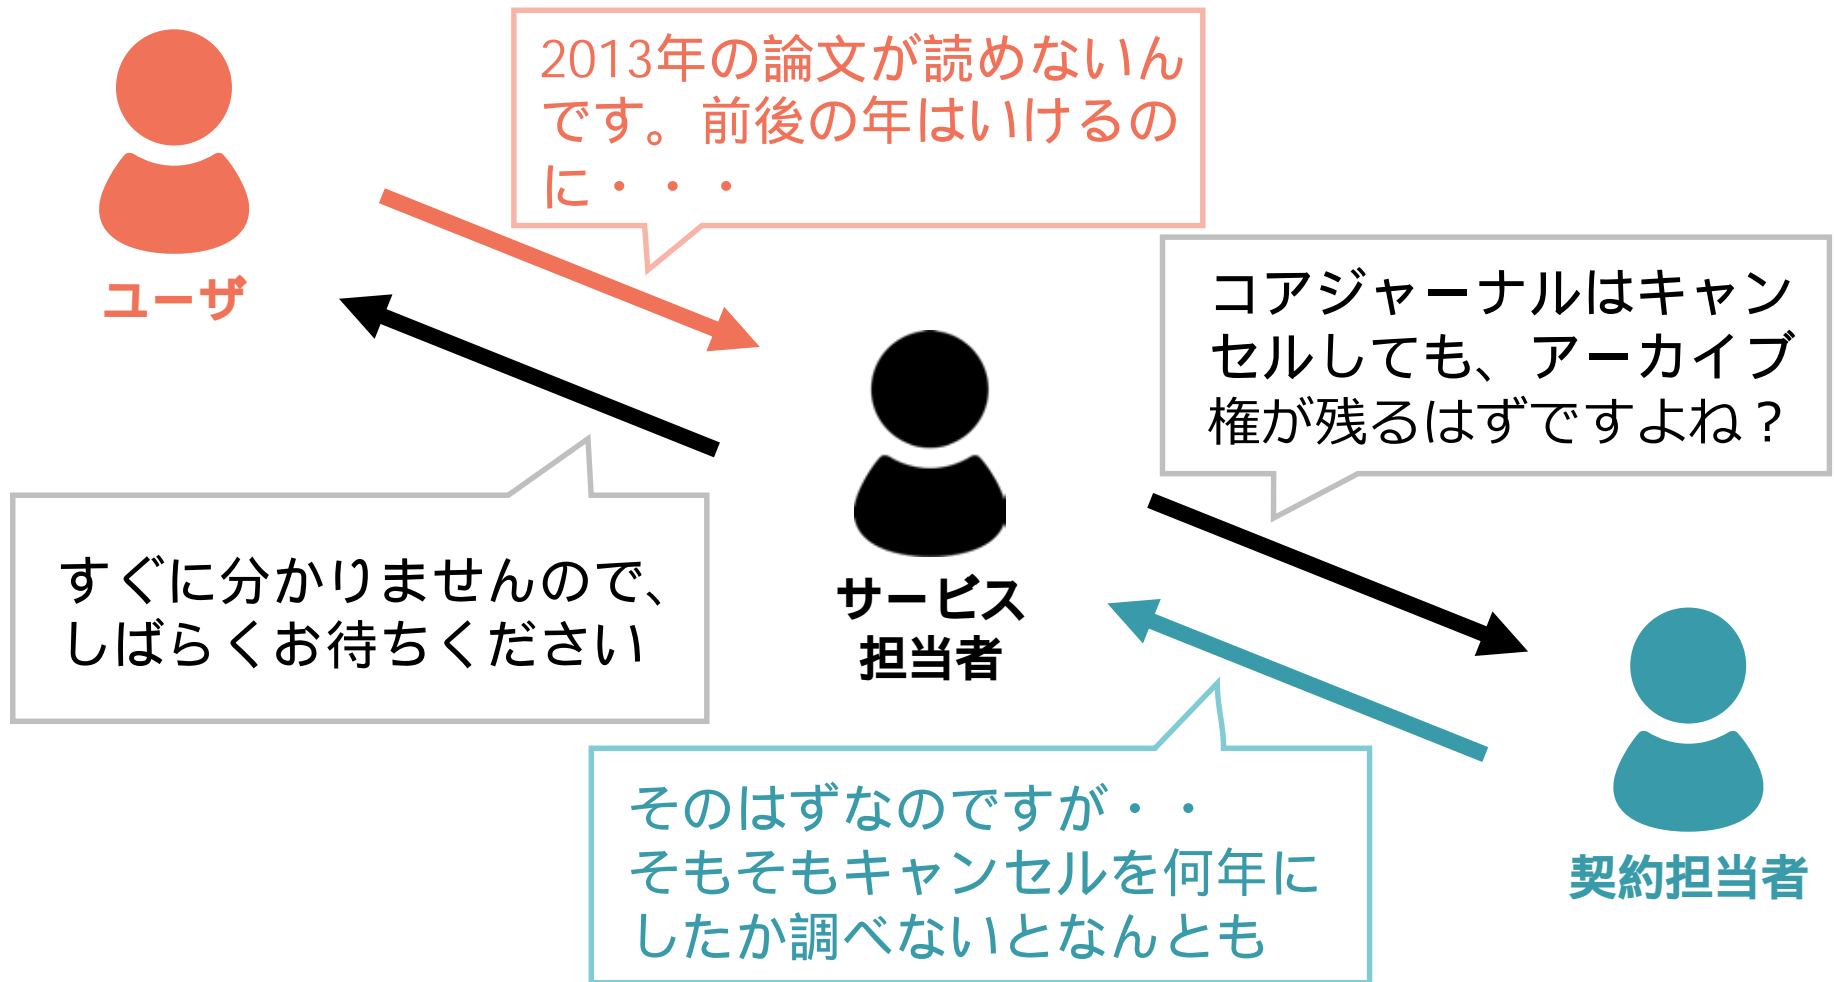 2013年の論文が読めないん
です。前後の年はいけるの
に・・・
ユーザ
コアジャーナルはキャン
セルしても、アーカイブ
権が残るはずですよね？
すぐに分かりませんので、
しばらくお待ちください
サービス
担当者
そのはずなのですが・・
そもそもキャンセルを何年に
したか調べないとなんとも
契約担当者